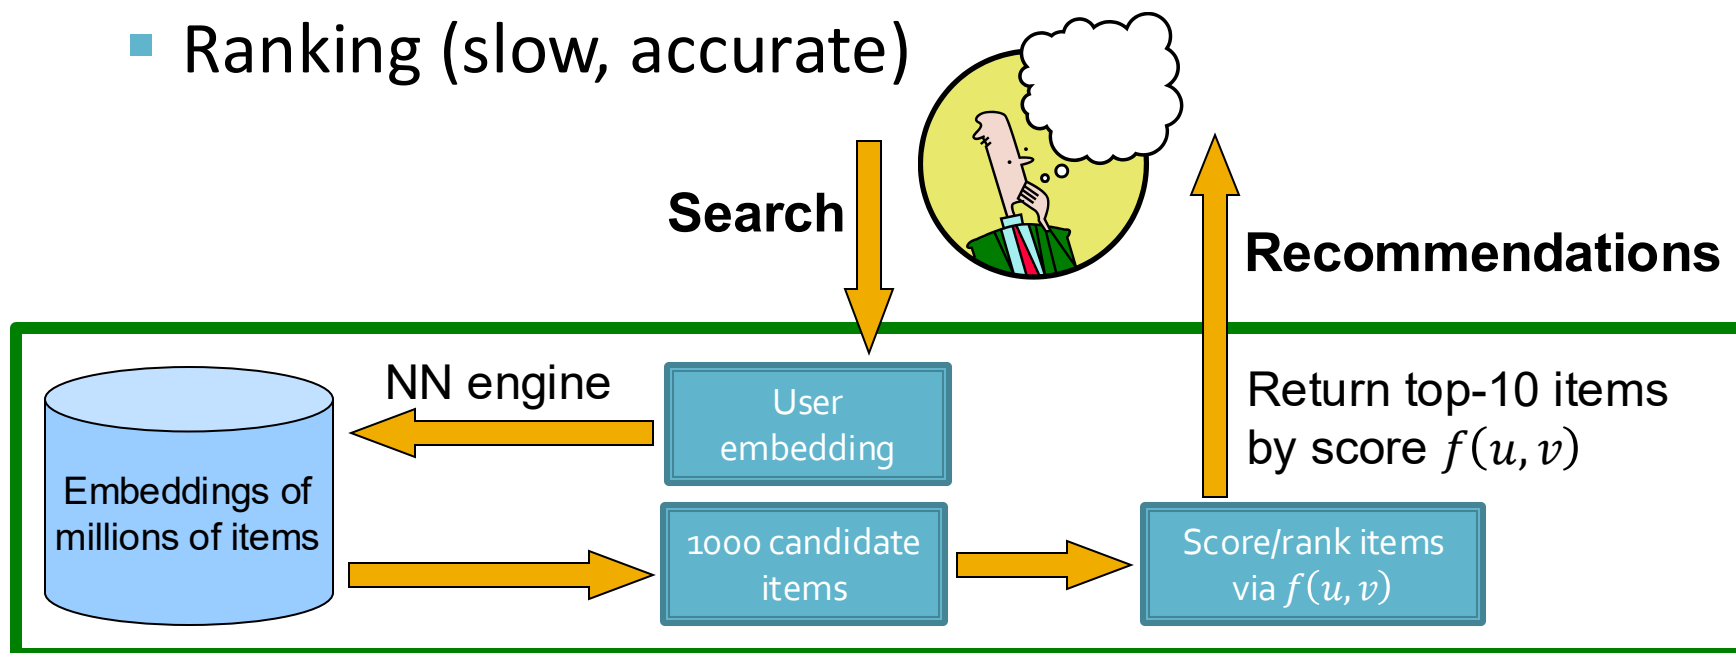 ▪ Ranking (slow, accurate)
Search
Recommendations
NN engine
User
embedding
Return top-10 items
by score f(u, v)
Embeddings of
millions of items
1000 candidate
items
Score/rank items
via f(u, v)